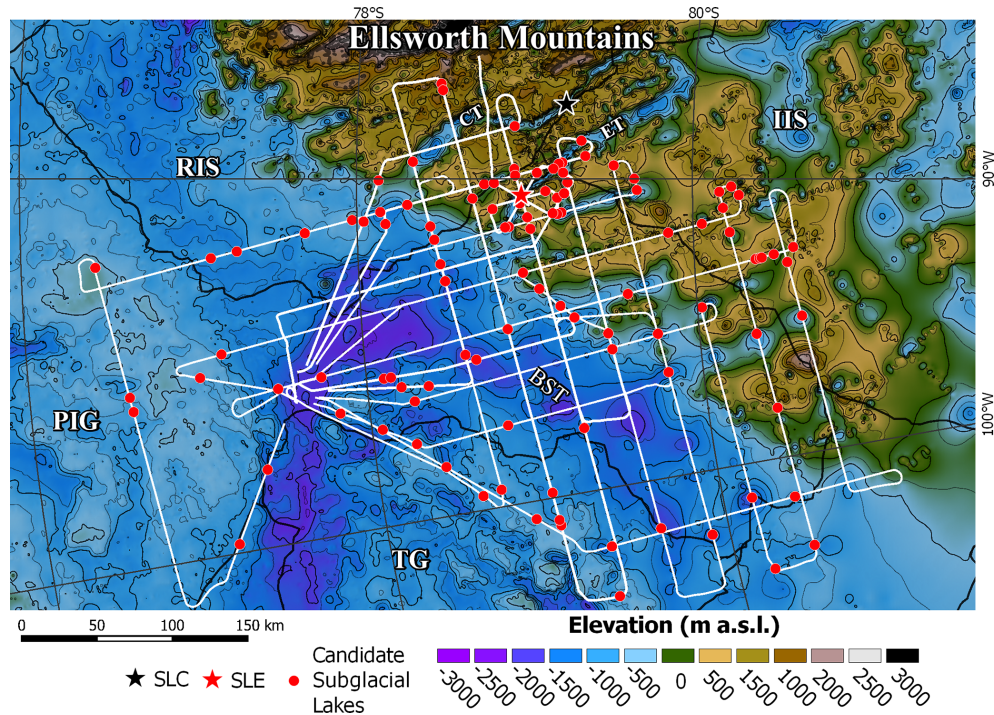 78°S
80°S
Ellsworth Mountains
CT
ET
IIS
RIS
90°W
BST
PIG
100°W
TG
0 50 100 150 km
Elevation (m a.s.l.)
SLC
SLE
Candidate
Subglacial
Lakes
-3000 -2500 -2000 -1500 -1000 -500 0 500 1000 1500 2000 2500 3000